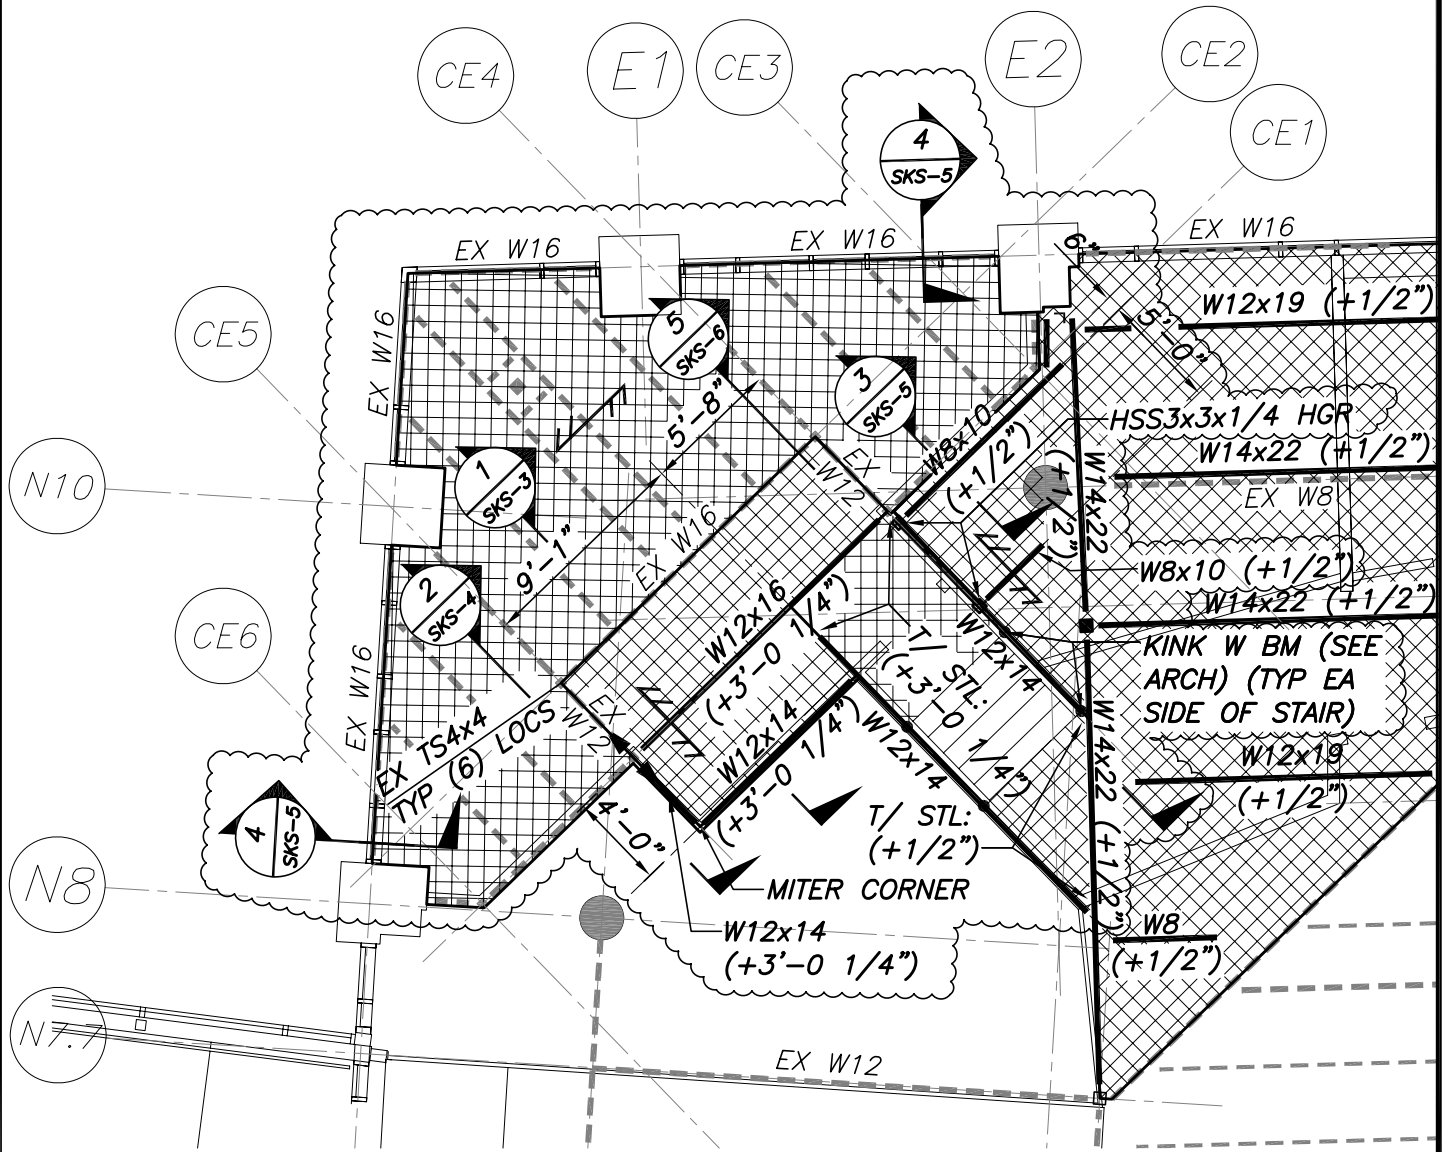 CE4
E1
CE3
E2
CE2
CE1
4
SKS-5
EX W16
EX W16
EX W16
6"
W12x19 (+1/2")
5'-0"
CE5
EX W16
5
SKS-6
3
SKS-5
5'-8"
W8x10
(+1/2")
HSS3x3x1/4 HGR
W14x22 (+1/2")
EX W8
W14x22
(+1/2")
N10
1
SKS-3
EX
W12
EX W16
9'-1"
W8x10 (+1/2")
W14x22 (+1/2")
2
SKS-4
CE6
W12x16
(+3'-0 1/4")
T/ STL:
(+3'-0 1/4")
W12x14
KINK W BM (SEE
ARCH) (TYP EA
SIDE OF STAIR)
EX W16
EX
W12
EX TS4x4
TYP (6) LOCS
W12x14
(+3'-0 1/4")
W12x14
W14x22 (+1 1/2")
W12x19
(+1/2")
4
SKS-5
4'-0"
T/ STL:
(+1/2")
MITER CORNER
N8
W12x14
(+3'-0 1/4")
W8
(+1/2")
N7.7
EX W12